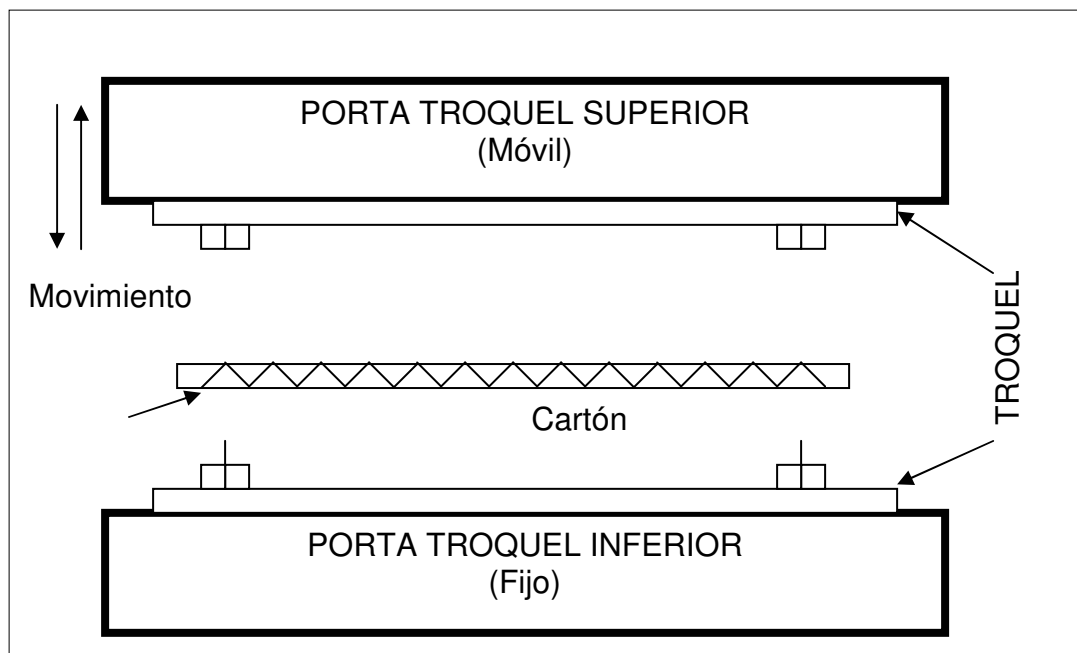 PORTA TROQUEL SUPERIOR
(Móvil)
Movimiento
TROQUEL
Cartón
PORTA TROQUEL INFERIOR
(Fijo)